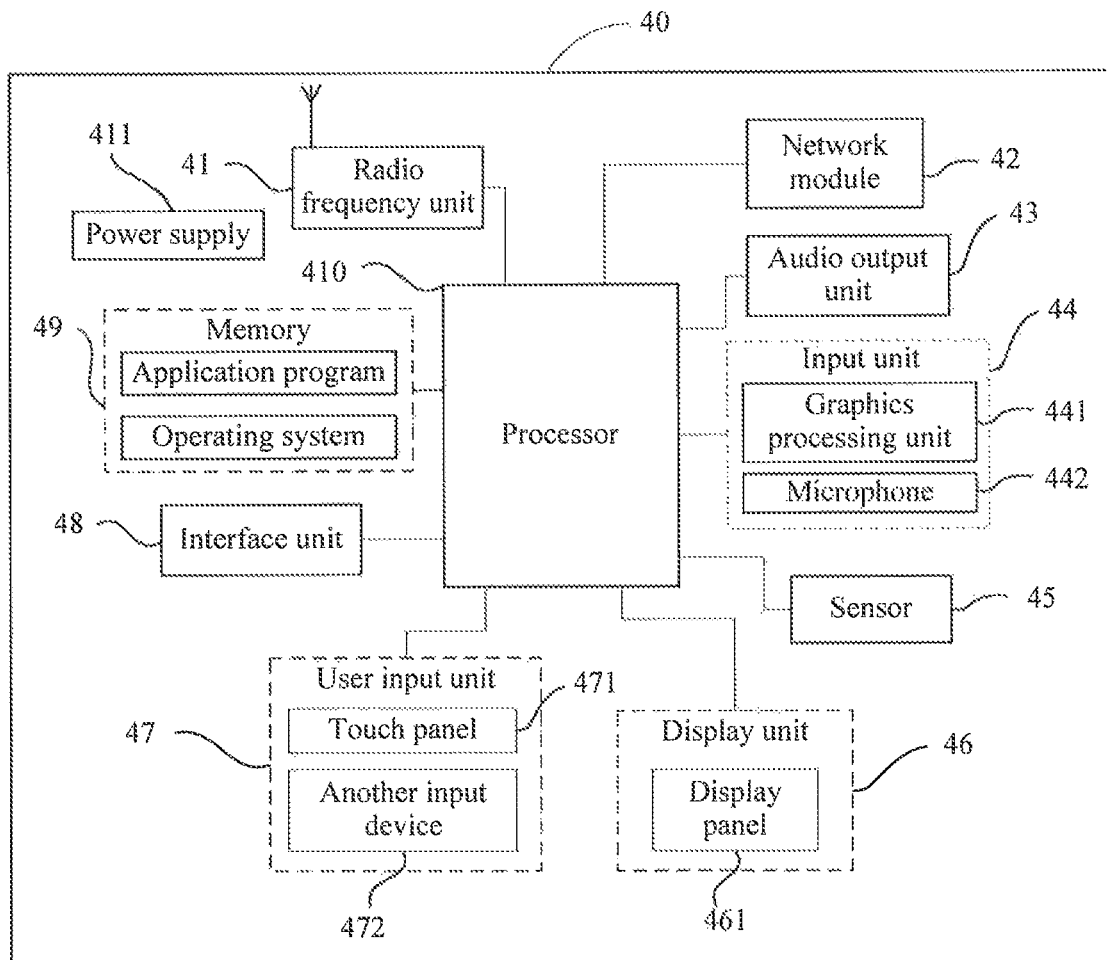 40
411
41
Radio
frequency unit
Network
module
42
Power supply
43
Audio output
unit
410
44
49
Memory
Application program
Operating system
Processor
Input unit
Graphics
processing unit
441
Microphone
442
48
Interface unit
Sensor
45
User input unit
471
47
Touch panel
Another input
device
472
Display unit
46
Display
panel
461